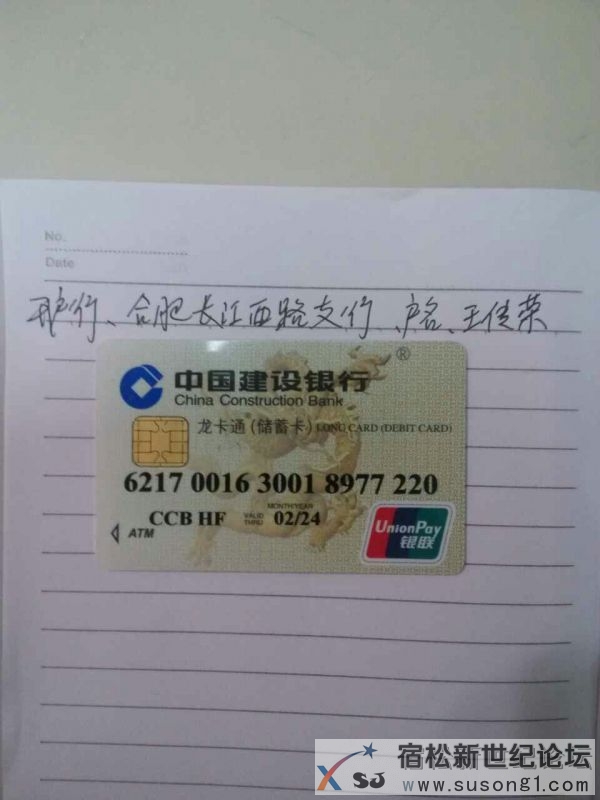 No.
Date
开户行、合肥长江西路支行、户名、王传荣
®
中国建设银行
China Construction Bank
龙卡通(储蓄卡) LONG CARD (DEBIT CARD)
6217 0016 3001 8977 220
MONTH/YEAR
CCB HF VALID THRU 02/24
ATM
UnionPay
银联
宿松新世纪论坛
XSJ
www.susong1.com